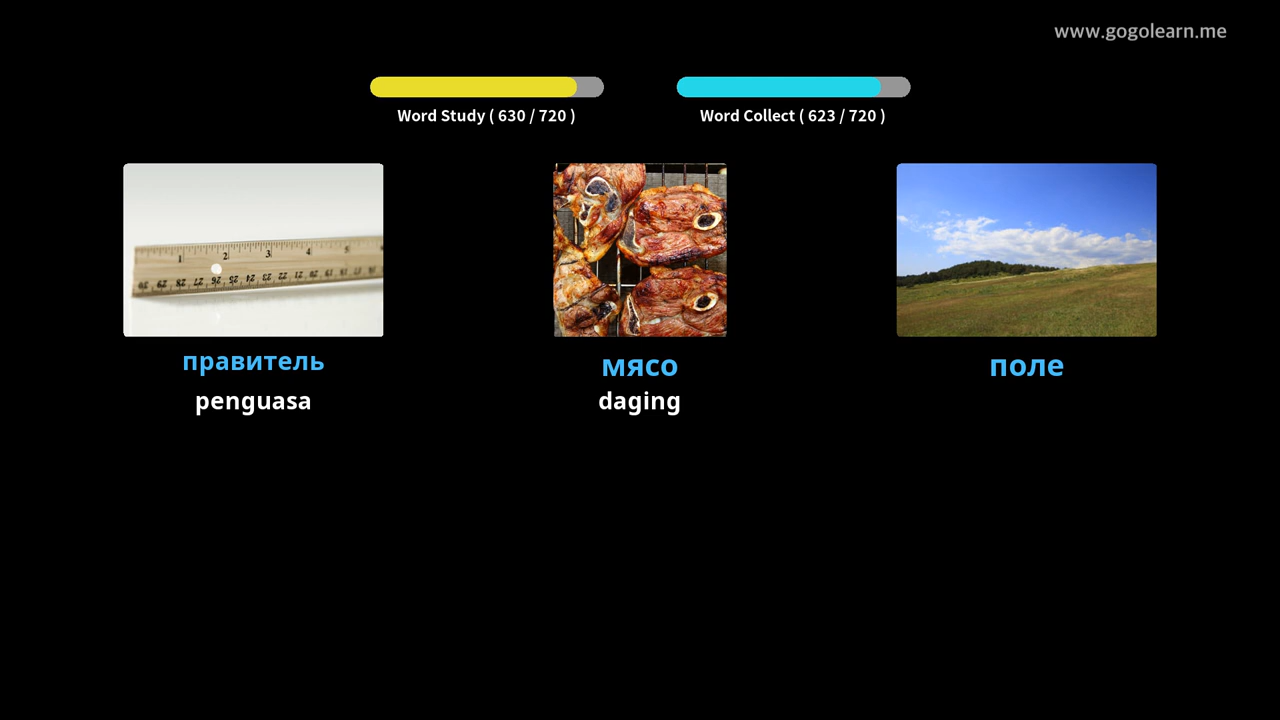 www.gogolearn.me
Word Study ( 630 / 720 )
Word Collect ( 623 / 720 )
правитель
penguasa
мясо
daging
поле